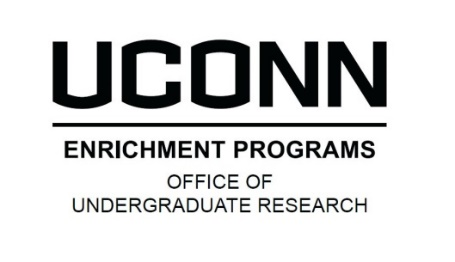 UCONN
ENRICHMENT PROGRAMS
OFFICE OF
UNDERGRADUATE RESEARCH